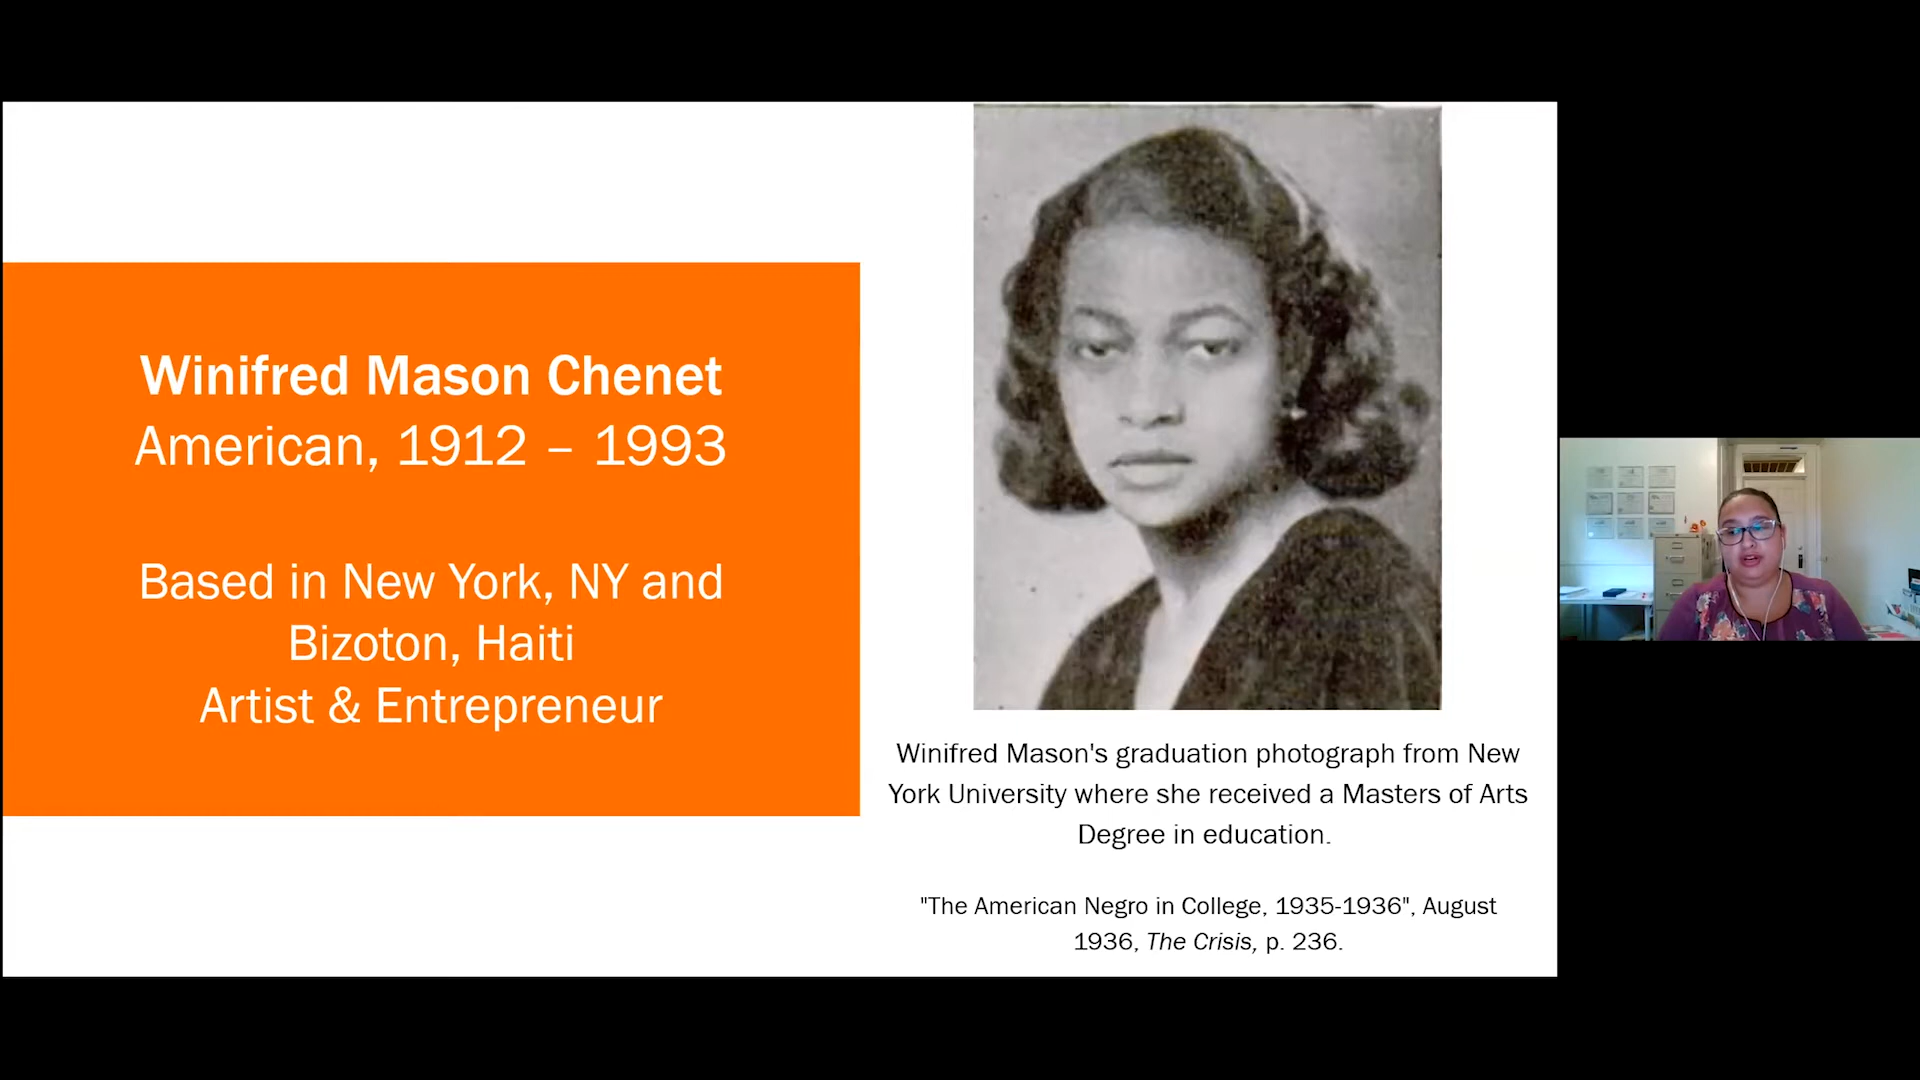 Winifred Mason Chenet
American, 1912 – 1993
Based in New York, NY and
Bizoton, Haiti
Artist & Entrepreneur
Winifred Mason's graduation photograph from New
York University where she received a Masters of Arts
Degree in education.
"The American Negro in College, 1935-1936", August
1936, The Crisis, p. 236.